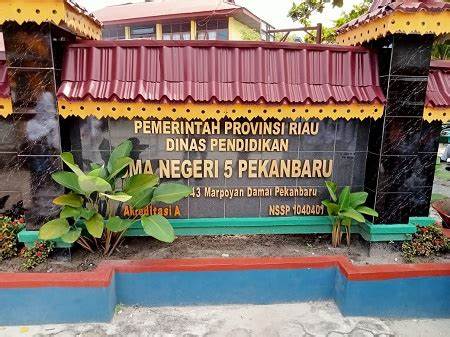 PEMERINTAH PROVINSI RIAU
DINAS PENDIDIKAN
MA NEGERI 5 PEKANBARU
43 Marpoyan Damai Pekanbaru
Akreditasi A NSSP 1040401